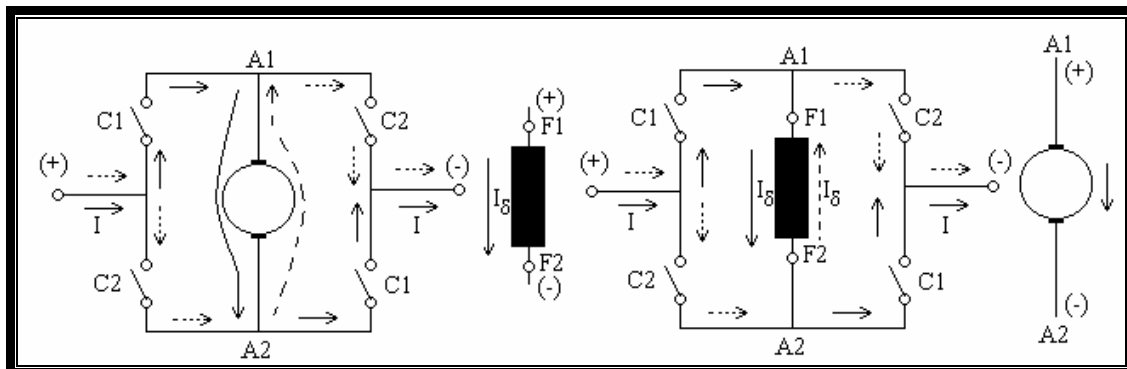 A1
C1
C2
(+)
(-)
I
I
C2
C1
A2
(+)
F1
Iδ
F2
(-)
A1
F1
C1
C2
(+)
(-)
I
Iδ
Iδ
I
F2
C2
C1
A2
A1
(+)
(-)
A2